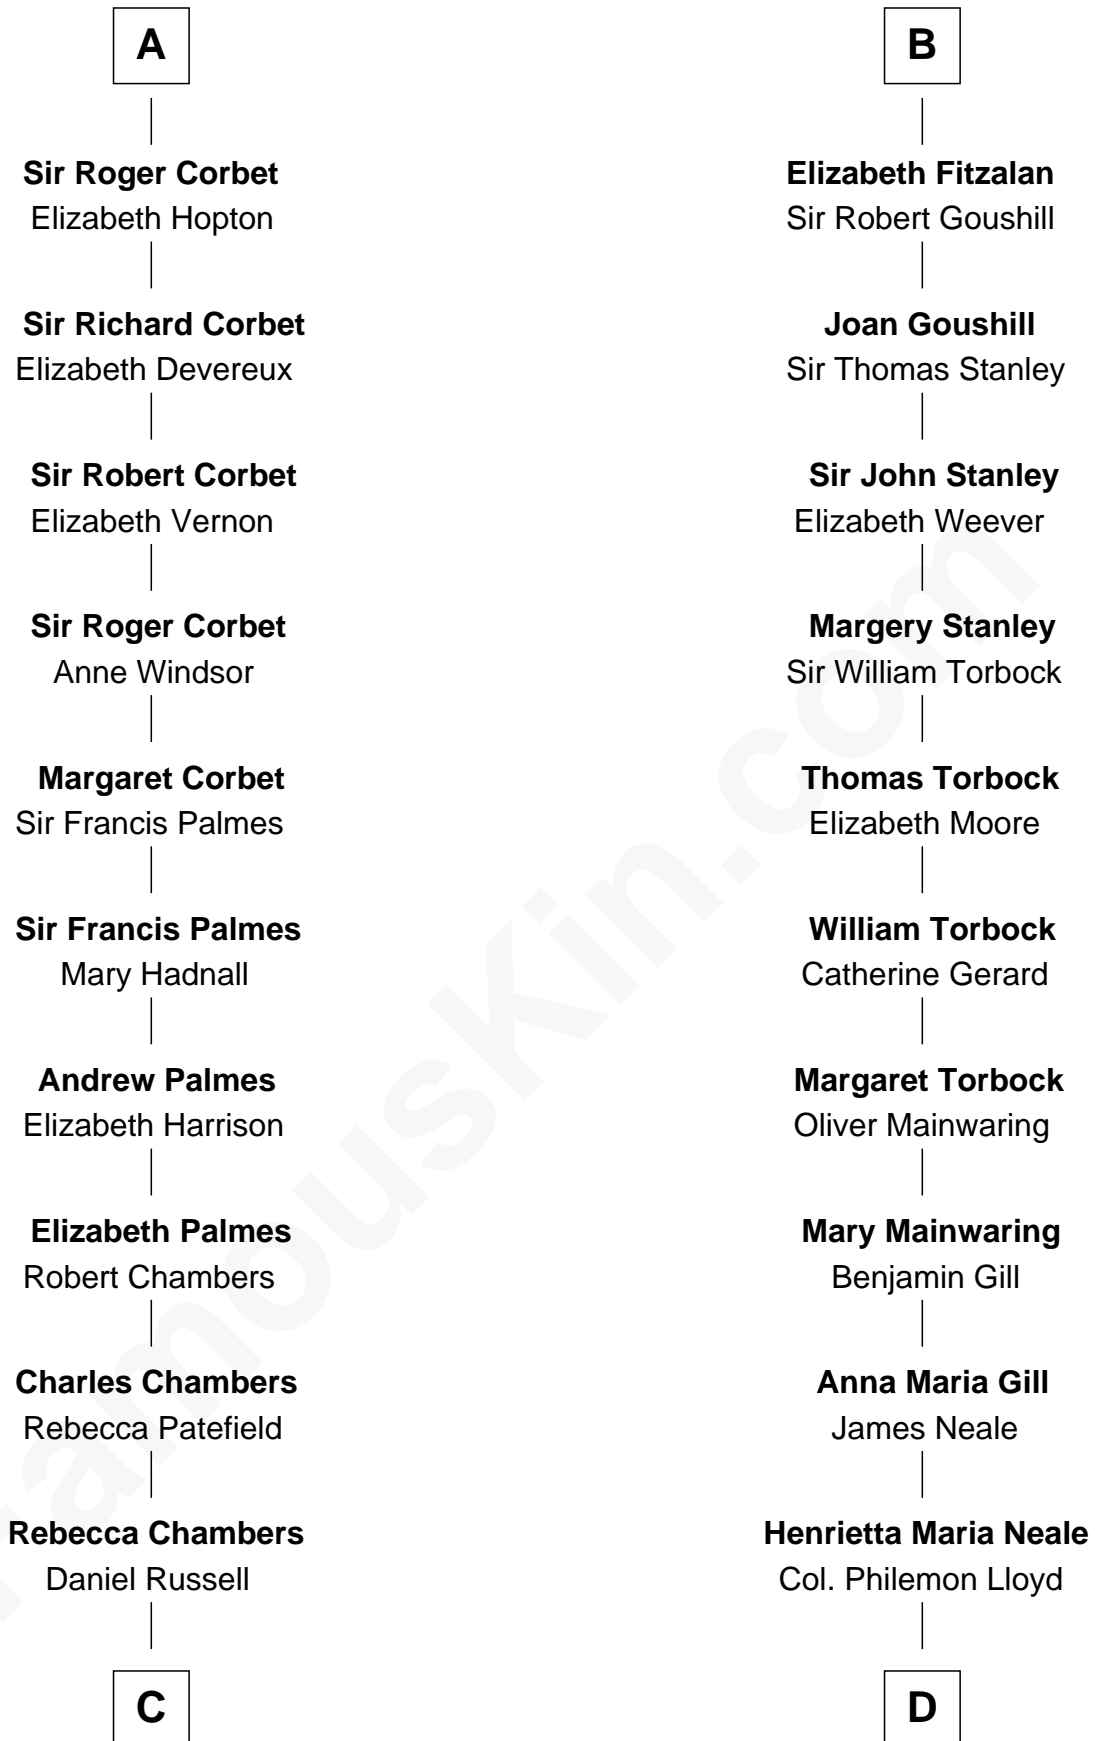 A
Sir Roger Corbet
Elizabeth Hopton
Sir Richard Corbet
Elizabeth Devereux
Sir Robert Corbet
Elizabeth Vernon
Sir Roger Corbet
Anne Windsor
Margaret Corbet
Sir Francis Palmes
Sir Francis Palmes
Mary Hadnall
Andrew Palmes
Elizabeth Harrison
Elizabeth Palmes
Robert Chambers
Charles Chambers
Rebecca Patefield
Rebecca Chambers
Daniel Russell
C
B
Elizabeth Fitzalan
Sir Robert Goushill
Joan Goushill
Sir Thomas Stanley
Sir John Stanley
Elizabeth Weever
Margery Stanley
Sir William Torbock
Thomas Torbock
Elizabeth Moore
William Torbock
Catherine Gerard
Margaret Torbock
Oliver Mainwaring
Mary Mainwaring
Benjamin Gill
Anna Maria Gill
James Neale
Henrietta Maria Neale
Col. Philemon Lloyd
D
FamousKin.com